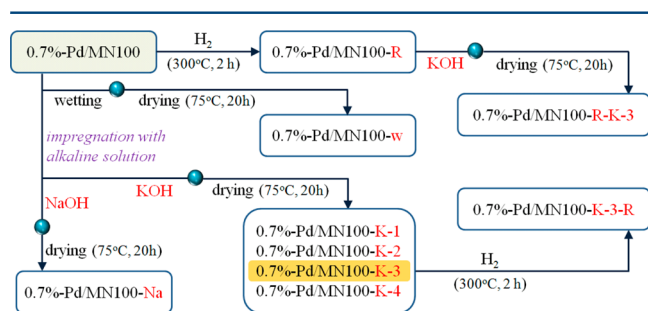 0.7%-Pd/MN100
H₂
(300°C, 2 h)
0.7%-Pd/MN100-R
KOH
drying (75°C, 20h)
0.7%-Pd/MN100-R-K-3
wetting
drying (75°C, 20h)
0.7%-Pd/MN100-w
impregnation with
alkaline solution
KOH
drying (75°C, 20h)
NaOH
drying (75°C, 20h)
0.7%-Pd/MN100-Na
0.7%-Pd/MN100-K-1
0.7%-Pd/MN100-K-2
0.7%-Pd/MN100-K-3
0.7%-Pd/MN100-K-4
H₂
(300°C, 2 h)
0.7%-Pd/MN100-K-3-R